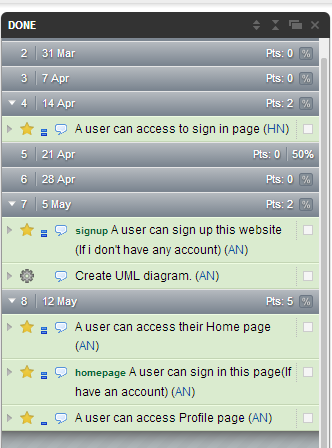 DONE
2 31 Mar Pts: 0 %
3 7 Apr Pts: 0 %
4 14 Apr Pts: 2 %
A user can access to sign in page (HN)
5 21 Apr Pts: 0 50%
6 28 Apr Pts: 0 %
7 5 May Pts: 2 %
signup A user can sign up this website
(If i don't have any account) (AN)
Create UML diagram. (AN)
8 12 May Pts: 5 %
A user can access their Home page
(AN)
homepage A user can sign in this page(If
have an account) (AN)
A user can access Profile page (AN)